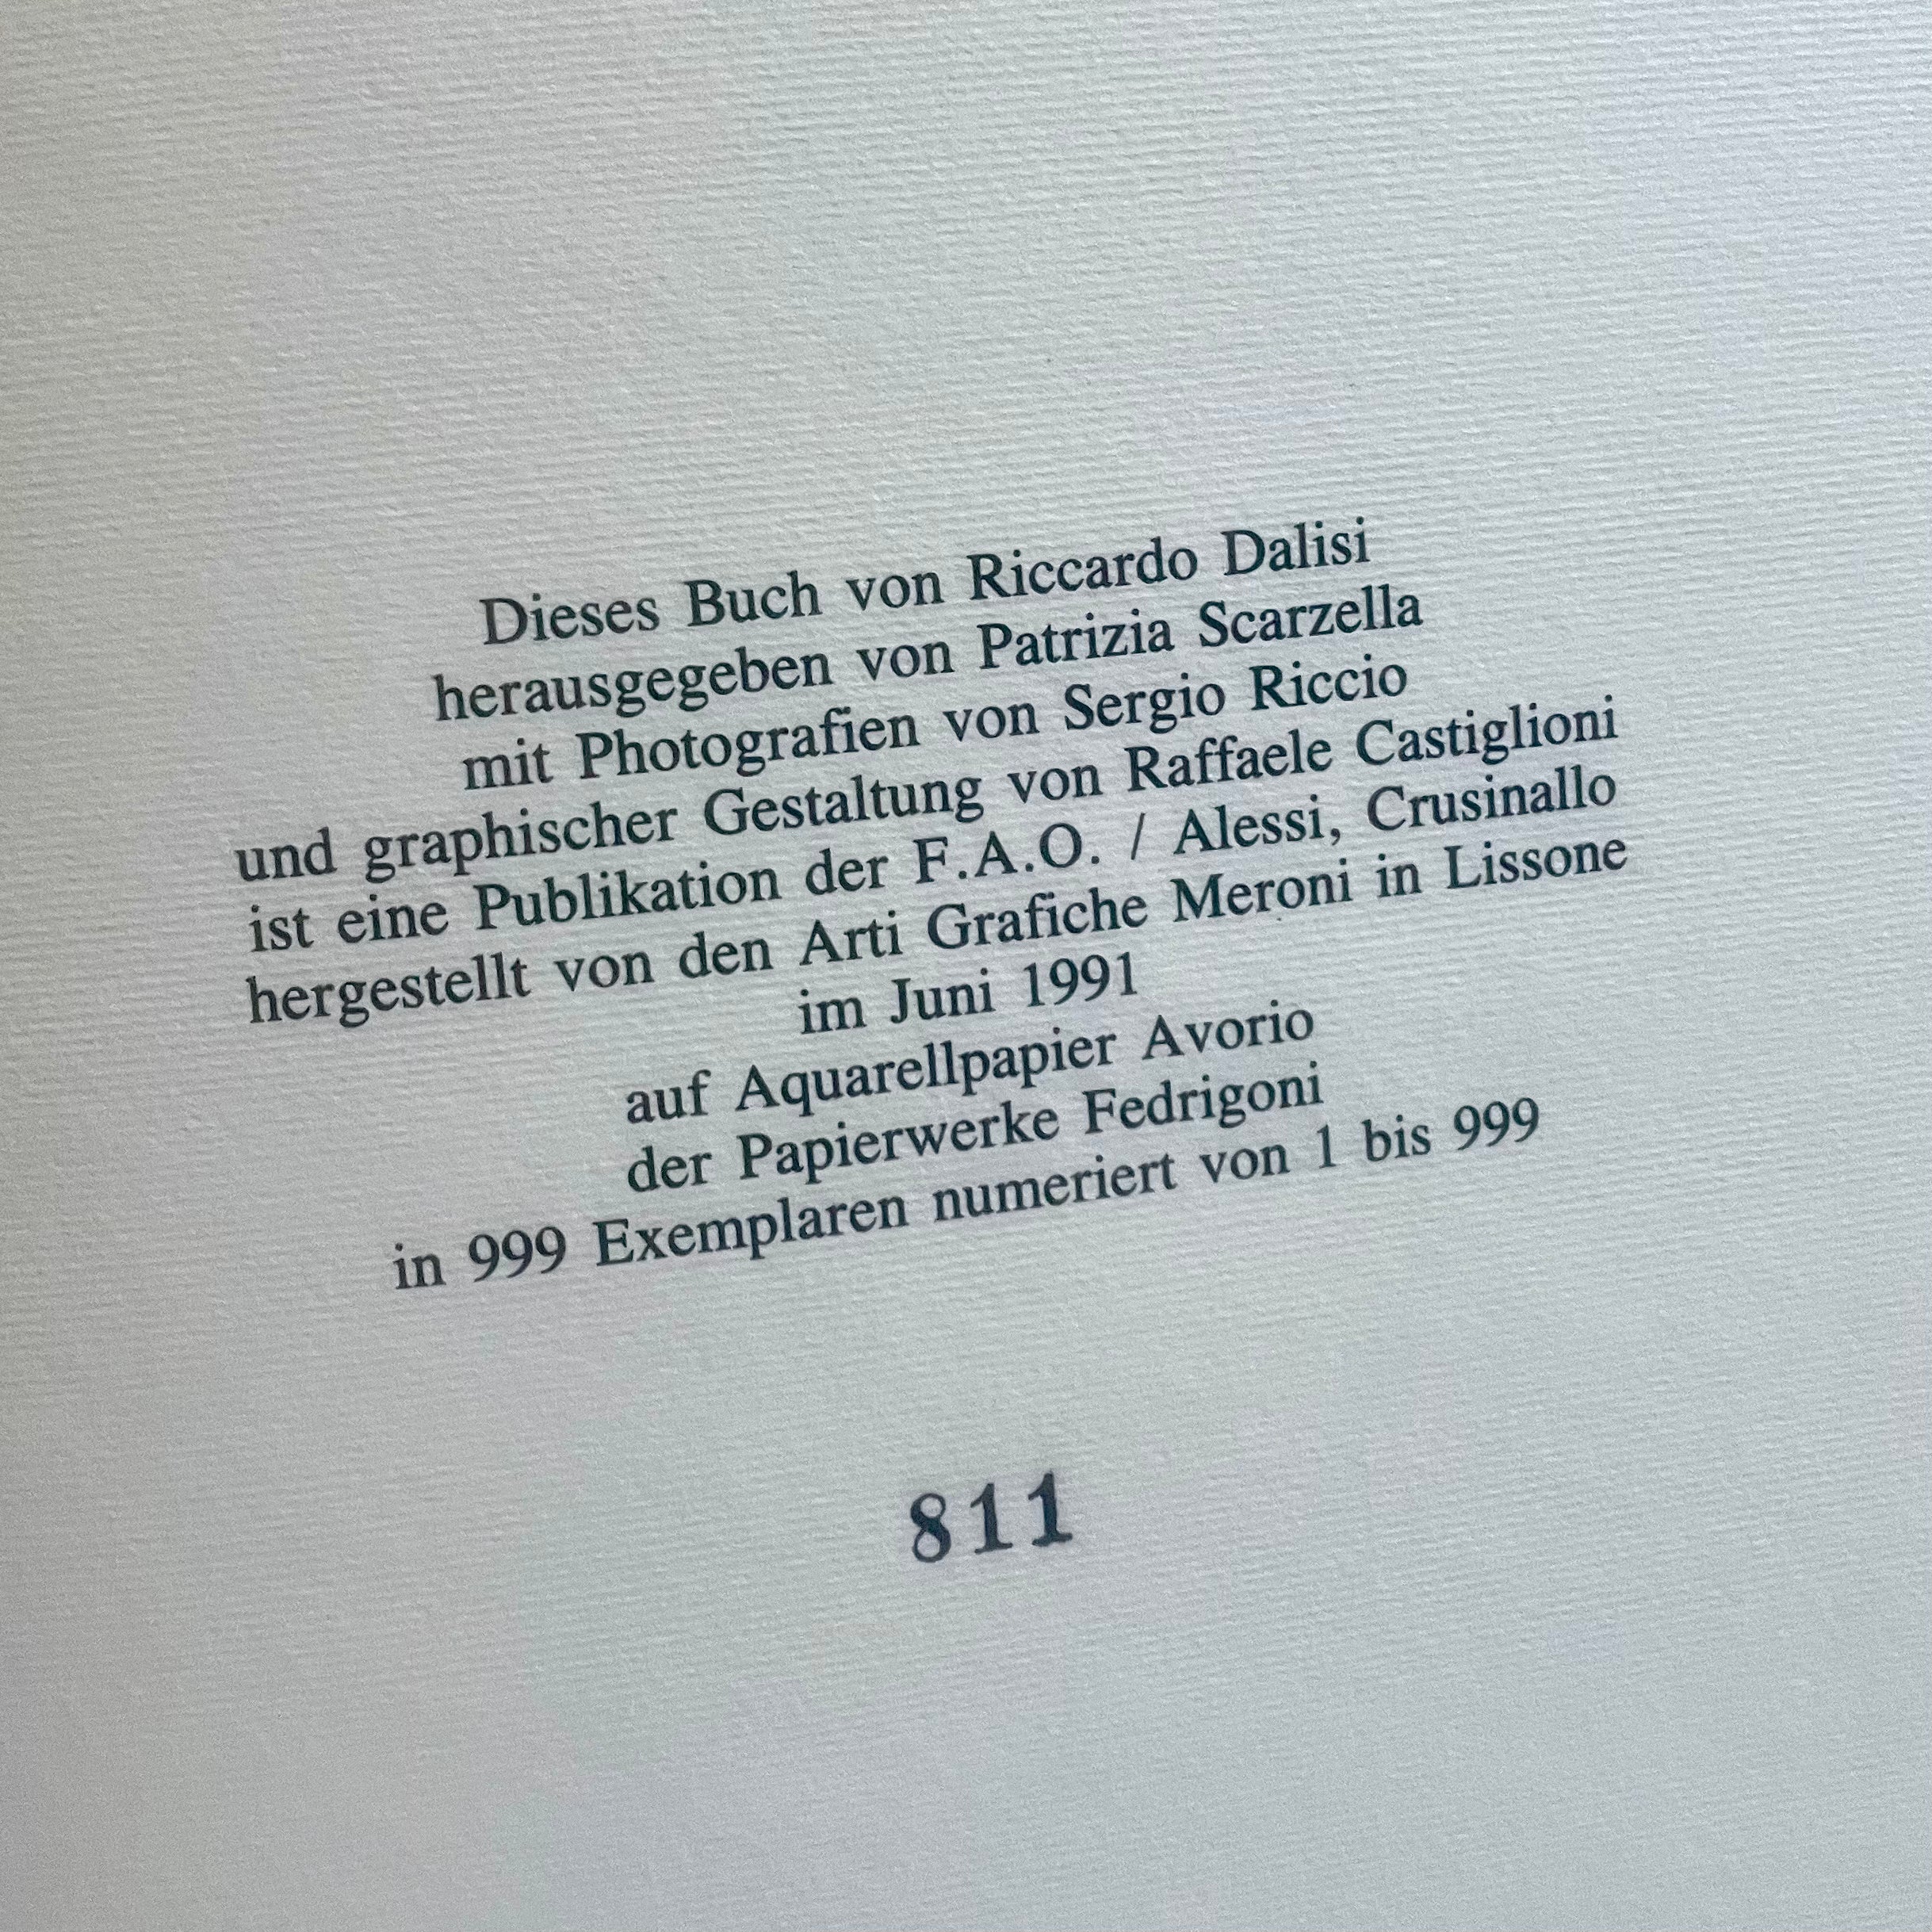 Dieses Buch von Riccardo Dalisi
herausgegeben von Patrizia Scarzella
mit Photografien von Sergio Riccio
und graphischer Gestaltung von Raffaele Castiglioni
ist eine Publikation der F.A.O. / Alessi, Crusinallo
hergestellt von den Arti Grafiche Meroni in Lissone
im Juni 1991
auf Aquarellpapier Avorio
der Papierwerke Fedrigoni
in 999 Exemplaren numeriert von 1 bis 999
811